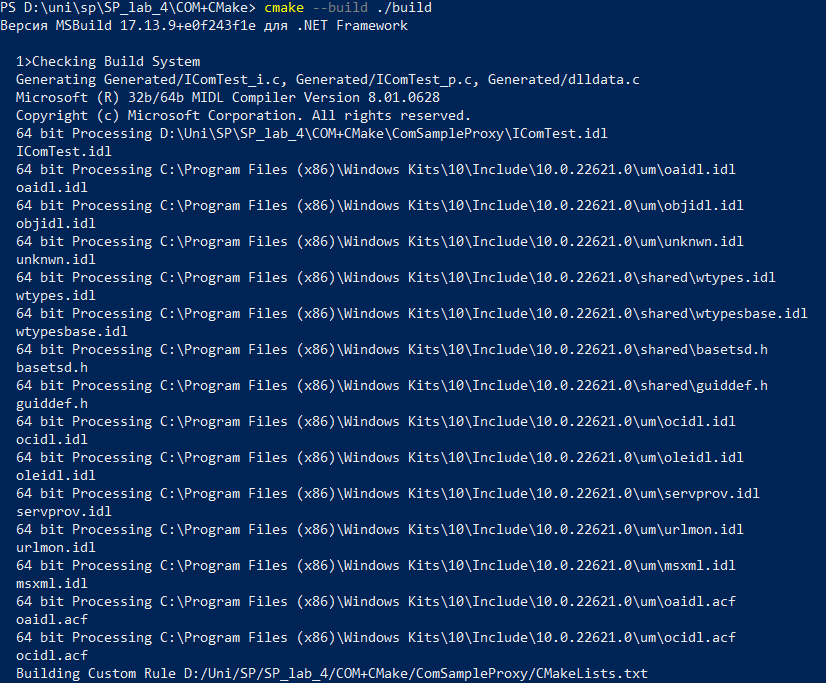 PS D:\uni\sp\SP_lab_4\COM+CMake> cmake --build ./build
Версия MSBuild 17.13.9+e0f243f1e для .NET Framework
1>Checking Build System
Generating Generated/IComTest_i.c, Generated/IComTest_p.c, Generated/dlldata.c
Microsoft (R) 32b/64b MIDL Compiler Version 8.01.0628
Copyright (c) Microsoft Corporation. All rights reserved.
64 bit Processing D:\Uni\SP\SP_lab_4\COM+CMake\ComSampleProxy\IComTest.idl
IComTest.idl
64 bit Processing C:\Program Files (x86)\Windows Kits\10\Include\10.0.22621.0\um\oaidl.idl
oaidl.idl
64 bit Processing C:\Program Files (x86)\Windows Kits\10\Include\10.0.22621.0\um\objidl.idl
objidl.idl
64 bit Processing C:\Program Files (x86)\Windows Kits\10\Include\10.0.22621.0\um\unknwn.idl
unknwn.idl
64 bit Processing C:\Program Files (x86)\Windows Kits\10\Include\10.0.22621.0\shared\wtypes.idl
wtypes.idl
64 bit Processing C:\Program Files (x86)\Windows Kits\10\Include\10.0.22621.0\shared\wtypesbase.idl
wtypesbase.idl
64 bit Processing C:\Program Files (x86)\Windows Kits\10\Include\10.0.22621.0\shared\basetsd.h
basetsd.h
64 bit Processing C:\Program Files (x86)\Windows Kits\10\Include\10.0.22621.0\shared\guiddef.h
guiddef.h
64 bit Processing C:\Program Files (x86)\Windows Kits\10\Include\10.0.22621.0\um\ocidl.idl
ocidl.idl
64 bit Processing C:\Program Files (x86)\Windows Kits\10\Include\10.0.22621.0\um\oleidl.idl
oleidl.idl
64 bit Processing C:\Program Files (x86)\Windows Kits\10\Include\10.0.22621.0\um\servprov.idl
servprov.idl
64 bit Processing C:\Program Files (x86)\Windows Kits\10\Include\10.0.22621.0\um\urlmon.idl
urlmon.idl
64 bit Processing C:\Program Files (x86)\Windows Kits\10\Include\10.0.22621.0\um\msxml.idl
msxml.idl
64 bit Processing C:\Program Files (x86)\Windows Kits\10\Include\10.0.22621.0\um\oaidl.acf
oaidl.acf
64 bit Processing C:\Program Files (x86)\Windows Kits\10\Include\10.0.22621.0\um\ocidl.acf
ocidl.acf
Building Custom Rule D:/Uni/SP/SP_lab_4/COM+CMake/ComSampleProxy/CMakeLists.txt